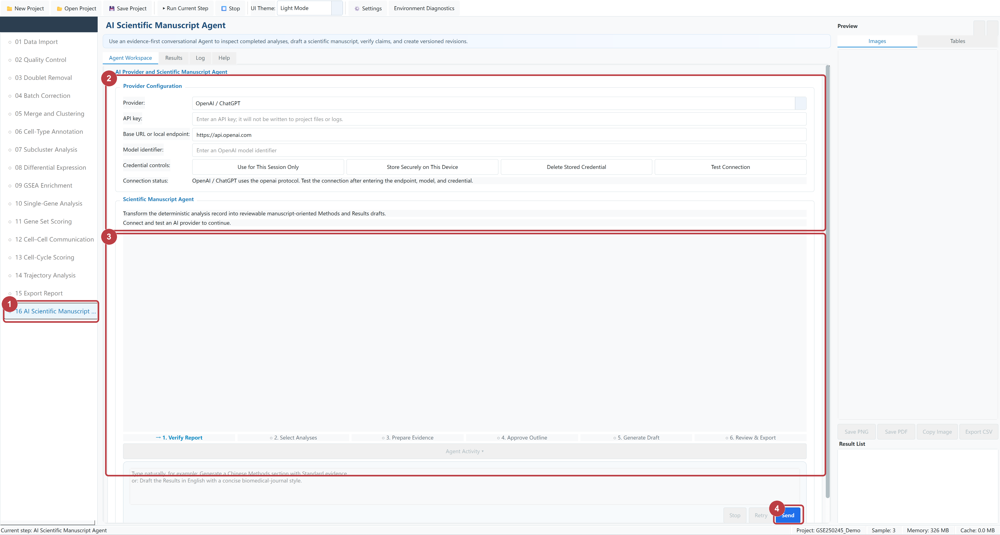 New Project Open Project Save Project Run Current Step Stop UI Theme: Light Mode Settings Environment Diagnostics
AI Scientific Manuscript Agent
Use an evidence-first conversational Agent to inspect completed analyses, draft a scientific manuscript, verify claims, and create versioned revisions.
Agent Workspace Results Log Help
01 Data Import
02 Quality Control
03 Doublet Removal
04 Batch Correction
05 Merge and Clustering
06 Cell-Type Annotation
07 Subcluster Analysis
08 Differential Expression
09 GSEA Enrichment
10 Single-Gene Analysis
11 Gene Set Scoring
12 Cell–Cell Communication
13 Cell-Cycle Scoring
14 Trajectory Analysis
15 Export Report
1
16 AI Scientific Manuscript ...
AI Provider and Scientific Manuscript Agent
2
Provider Configuration
Provider: OpenAI / ChatGPT
API key: Enter an API key; it will not be written to project files or logs.
Base URL or local endpoint: https://api.openai.com
Model identifier: Enter an OpenAI model identifier
Credential controls: Use for This Session Only Store Securely on This Device Delete Stored Credential Test Connection
Connection status: OpenAI / ChatGPT uses the openai protocol. Test the connection after entering the endpoint, model, and credential.
Scientific Manuscript Agent
Transform the deterministic analysis record into reviewable manuscript-oriented Methods and Results drafts.
Connect and test an AI provider to continue.
3
→ 1. Verify Report ○ 2. Select Analyses ○ 3. Prepare Evidence ○ 4. Approve Outline ○ 5. Generate Draft ○ 6. Review & Export
Agent Activity ▾
Type naturally, for example: Generate a Chinese Methods section with Standard evidence
or: Draft the Results in English with a concise biomedical-journal style.
4
Stop Retry Send
Preview
Images Tables
Save PNG Save PDF Copy Image Export CSV
Result List
Current step: AI Scientific Manuscript Agent Project: GSE250245_Demo Sample: 3 Memory: 326 MB Cache: 0.0 MB